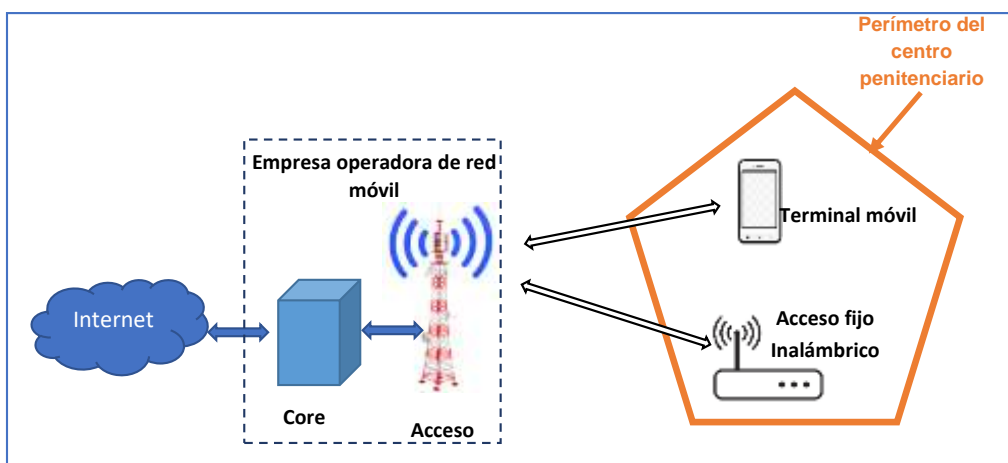 Perímetro del
centro
penitenciario
Empresa operadora de red
móvil
Terminal móvil
Internet
Acceso fijo
Inalámbrico
Core
Acceso